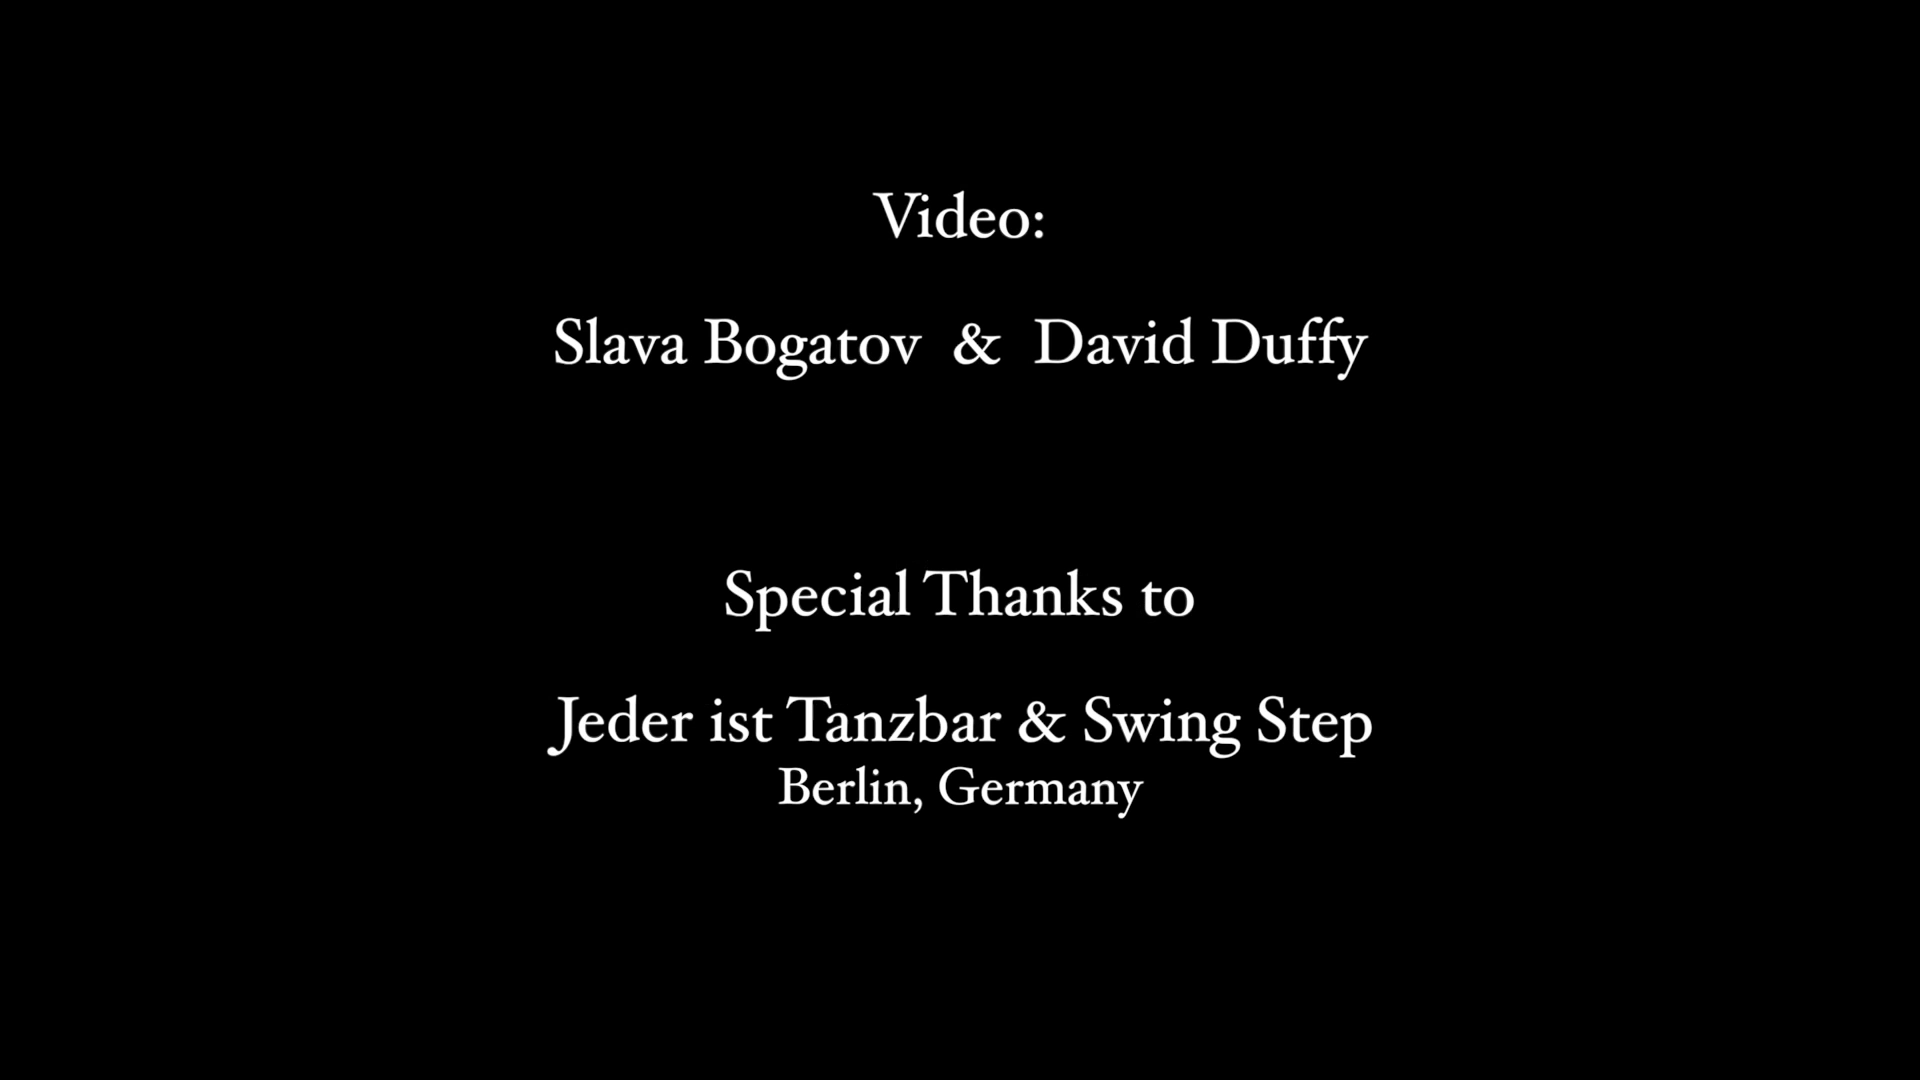 Video:
Slava Bogatov & David Duffy
Special Thanks to
Jeder ist Tanzbar & Swing Step
Berlin, Germany